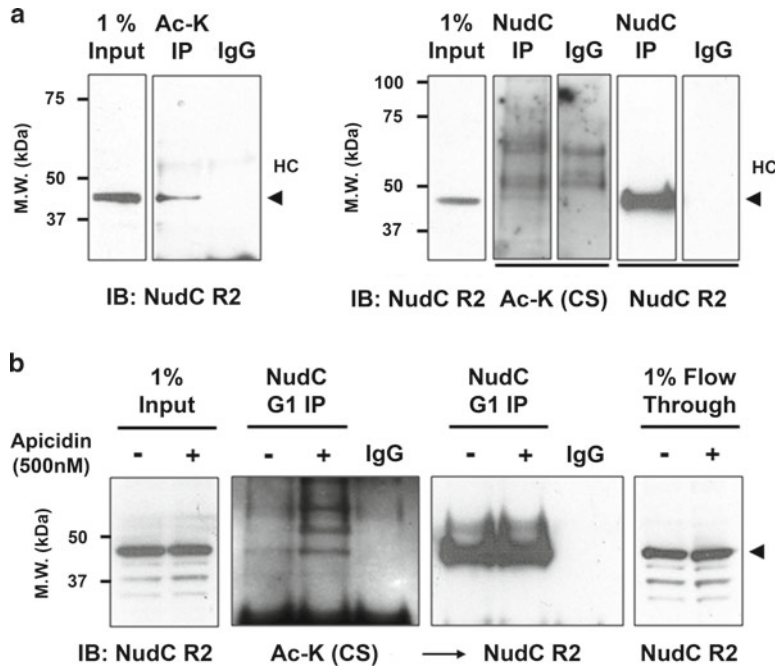 a
1 % Input
Ac-K IP
IgG
75
50
37
M.W. (kDa)
HC
IB: NudC R2
1% Input
NudC IP
IgG
NudC IP
IgG
100
75
50
37
M.W. (kDa)
HC
IB: NudC R2
Ac-K (CS)
NudC R2
b
1% Input
NudC G1 IP
NudC G1 IP
1% Flow Through
Apicidin (500nM)
- + - + IgG - + IgG - +
50
37
M.W. (kDa)
IB: NudC R2
Ac-K (CS) → NudC R2
NudC R2